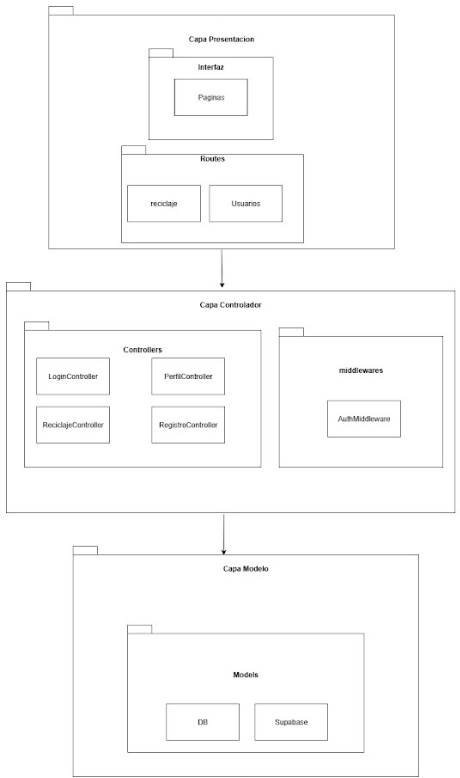 Capa Presentacion
Interfaz
Paginas
Routes
reciclaje
Usuarios
Capa Controlador
Controllers
LoginController
PerfilController
ReciclajeController
RegistroController
middlewares
AuthMiddleware
Capa Modelo
Models
DB
Supabase